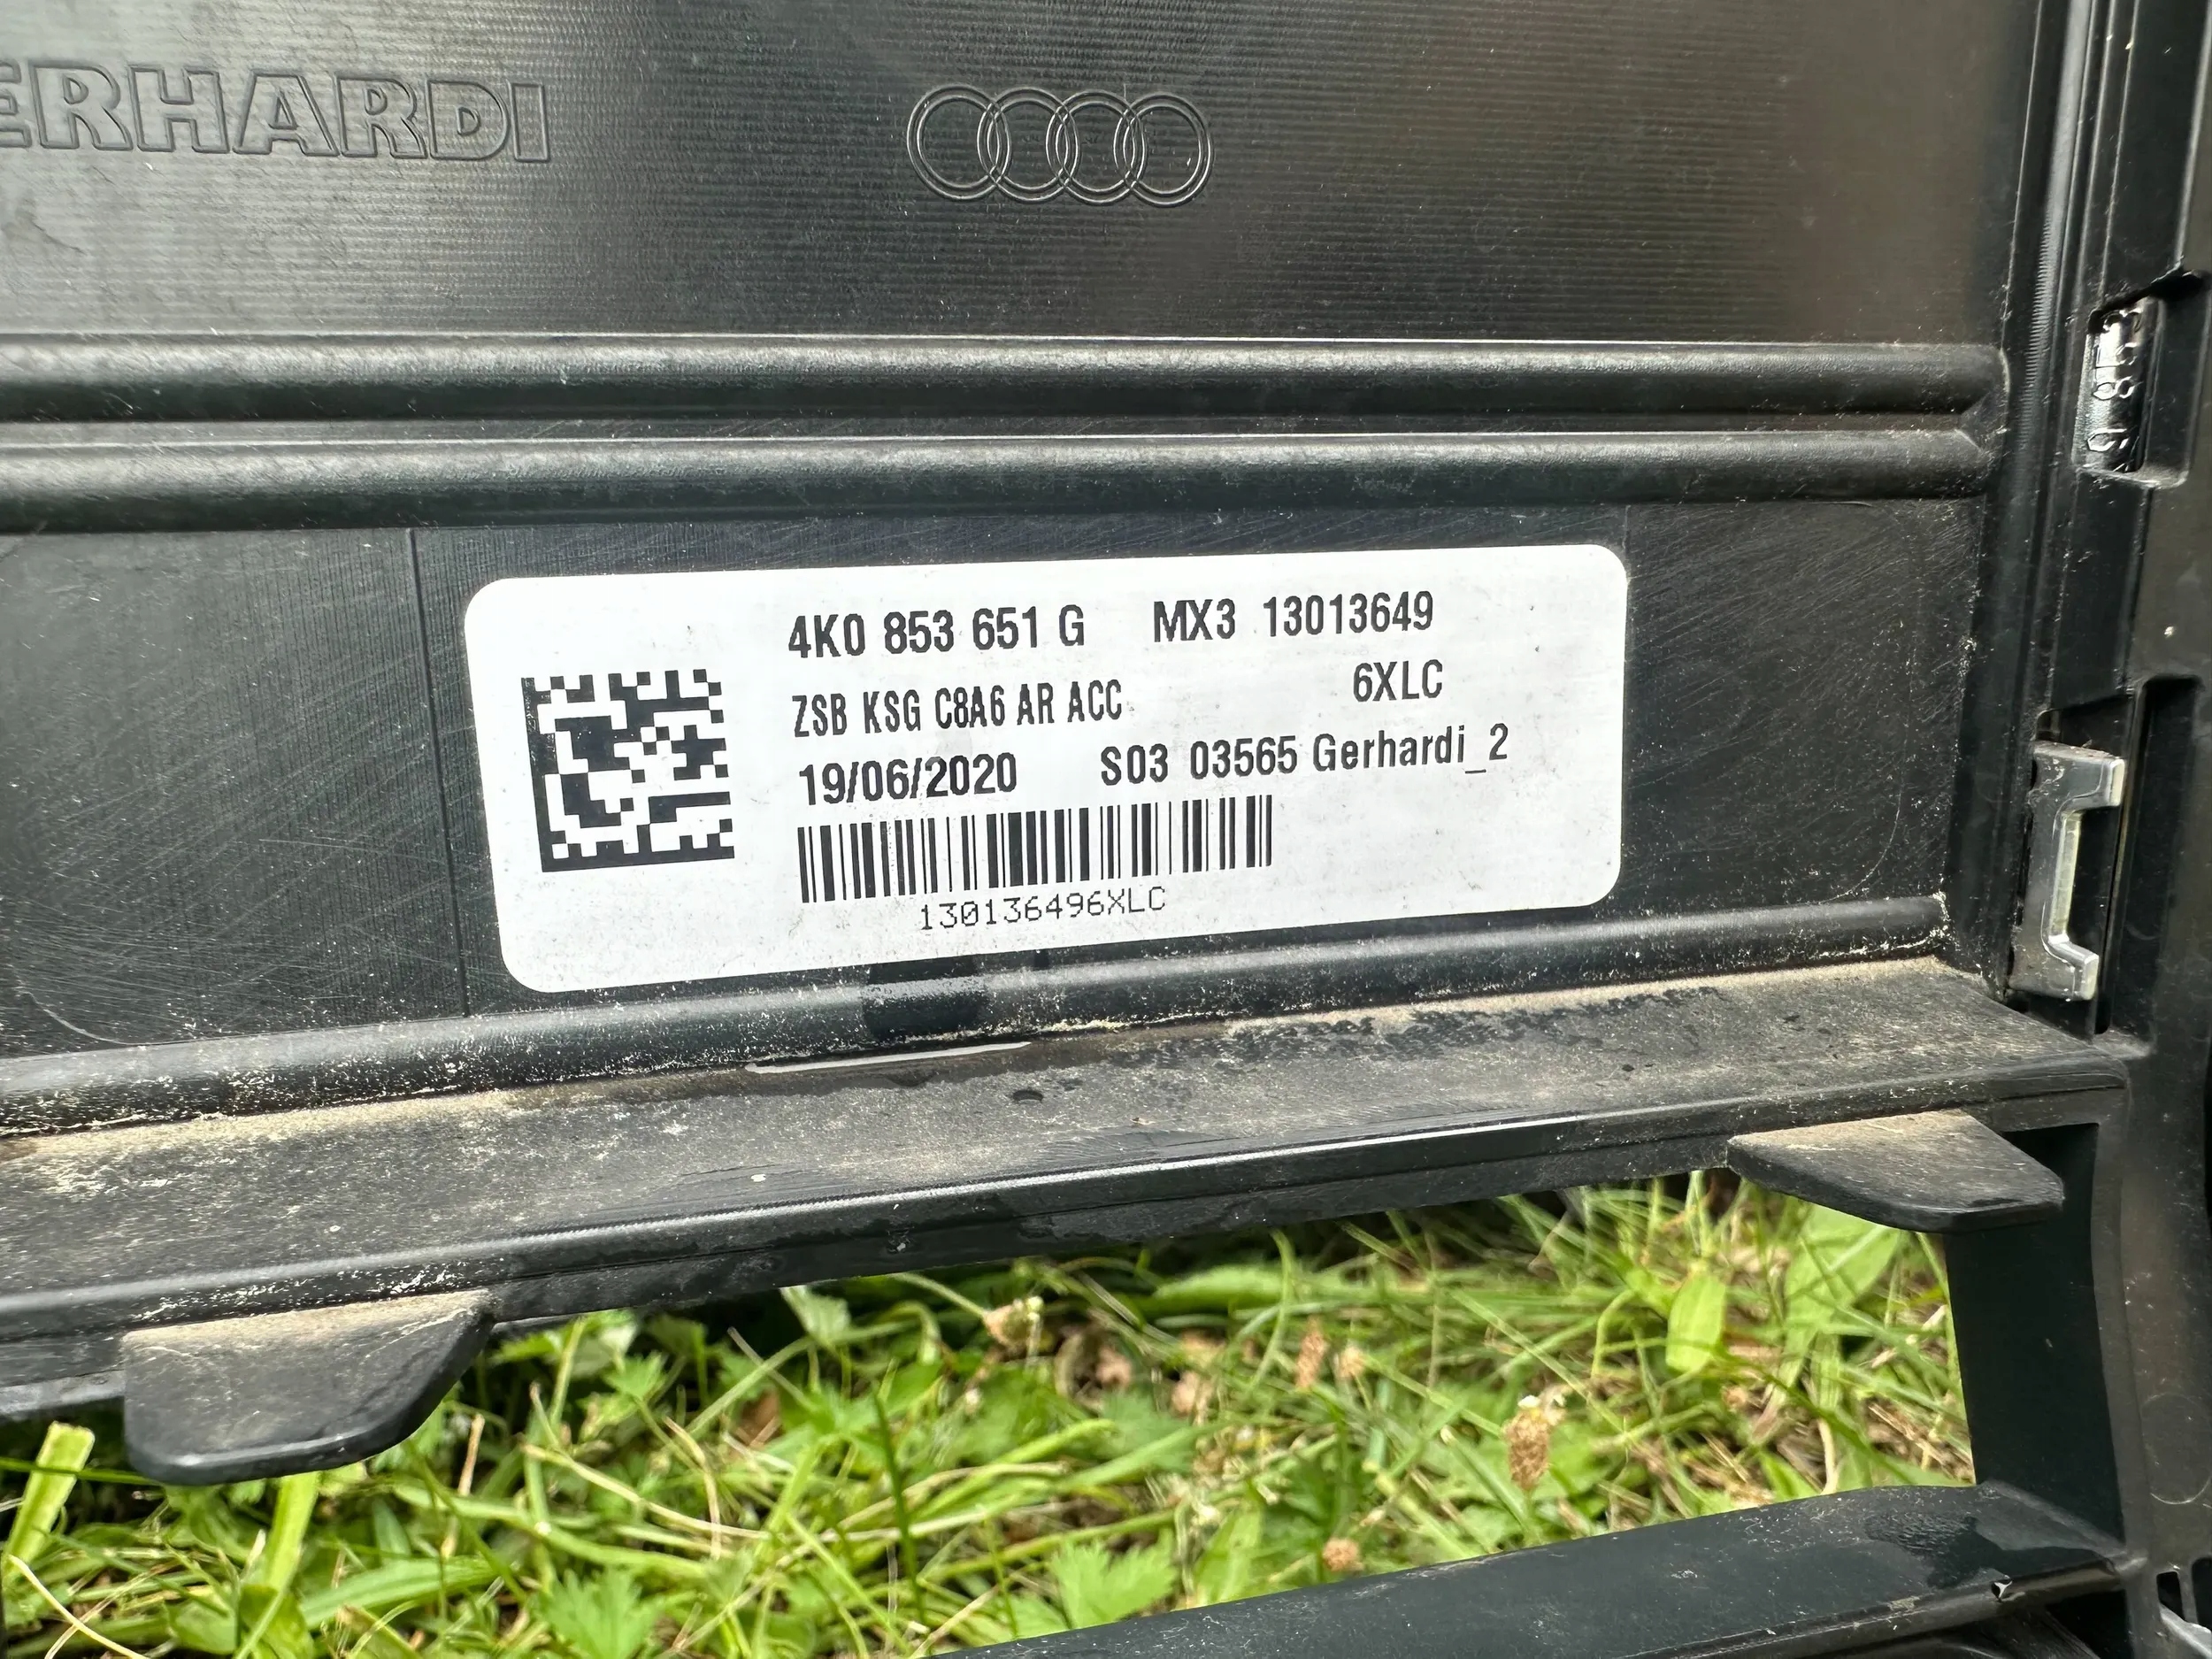 ERHARDI
4K0 853 651 G MX3 13013649
ZSB KSG C8A6 AR ACC 6XLC
19/06/2020 S03 03565 Gerhardi_2
130136496XLC